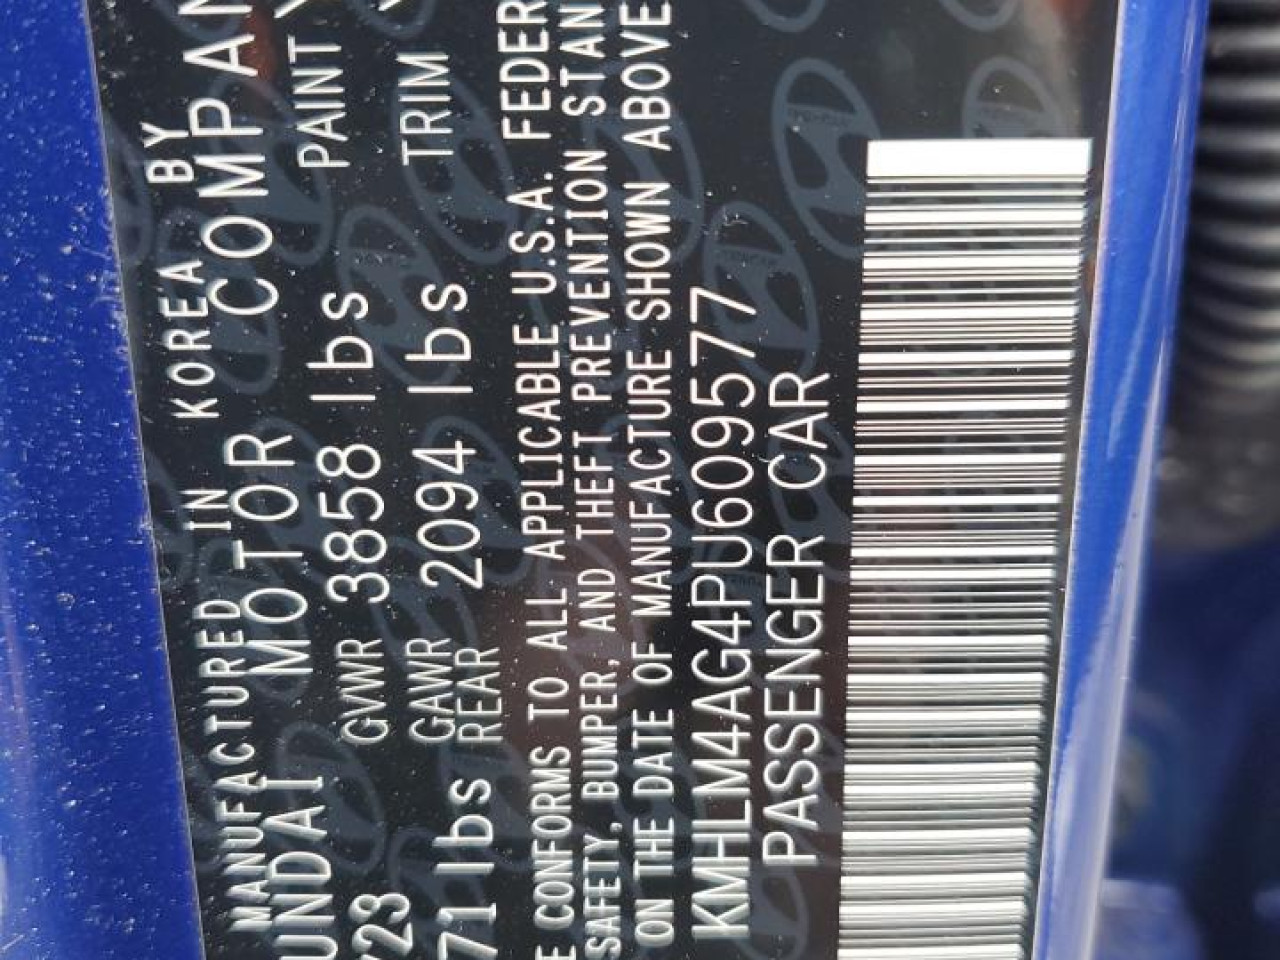 MANUFACTURED IN KOREA BY
UNDAI MOTOR COMPAN
/23 GVWR 3858 lbs PAINT
71 lbs GAWR REAR 2094 lbs TRIM
E CONFORMS TO ALL APPLICABLE U.S.A. FEDER
SAFETY, BUMPER, AND THEFT PREVENTION STAN
ON THE DATE OF MANUFACTURE SHOWN ABOVE
KMHLM4AG4PU609577
PASSENGER CAR